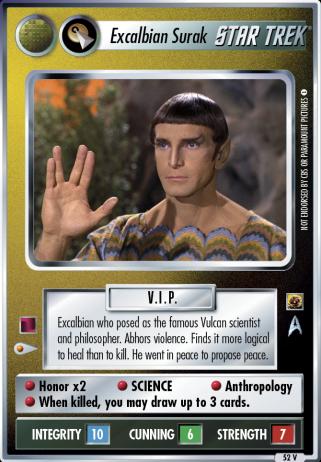 Excalbian Surak STAR TREK
NOT ENDORSED BY CBS OR PARAMOUNT PICTURES
V.I.P.
Excalbian who posed as the famous Vulcan scientist
and philosopher. Abhors violence. Finds it more logical
to heal than to kill. He went in peace to propose peace.
Honor x2 SCIENCE Anthropology
When killed, you may draw up to 3 cards.
INTEGRITY 10 CUNNING 6 STRENGTH 7
52 V